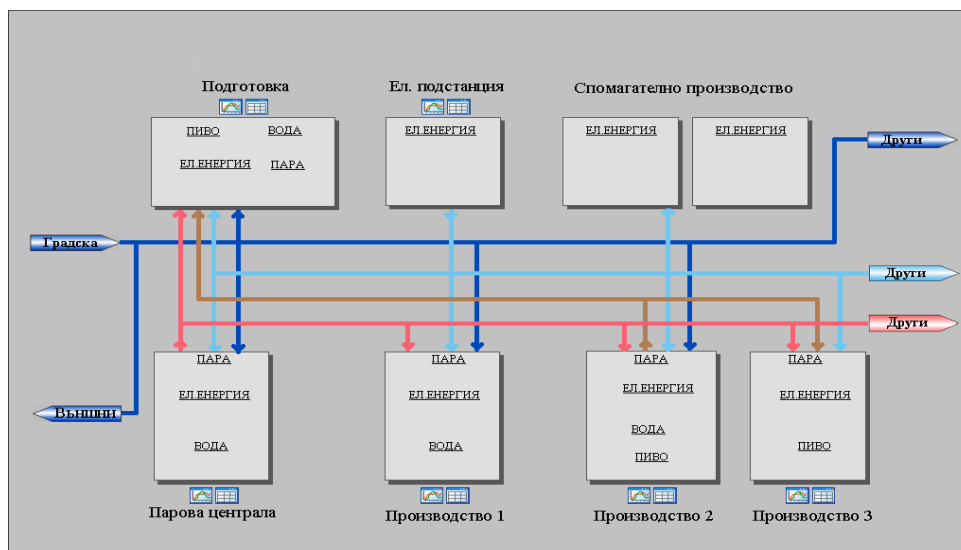 Подготовка
Ел. подстанция
Спомагателно производство
ПИВО ВОДА
ЕЛ.ЕНЕРГИЯ ПАРА
ЕЛ.ЕНЕРГИЯ
ЕЛ.ЕНЕРГИЯ
ЕЛ.ЕНЕРГИЯ
Други
Градска
Други
Други
Външни
ПАРА
ЕЛ.ЕНЕРГИЯ
ВОДА
ПАРА
ЕЛ.ЕНЕРГИЯ
ВОДА
ПАРА
ЕЛ.ЕНЕРГИЯ
ВОДА
ПИВО
ПАРА
ЕЛ.ЕНЕРГИЯ
ПИВО
Парова централа
Производство 1
Производство 2
Производство 3